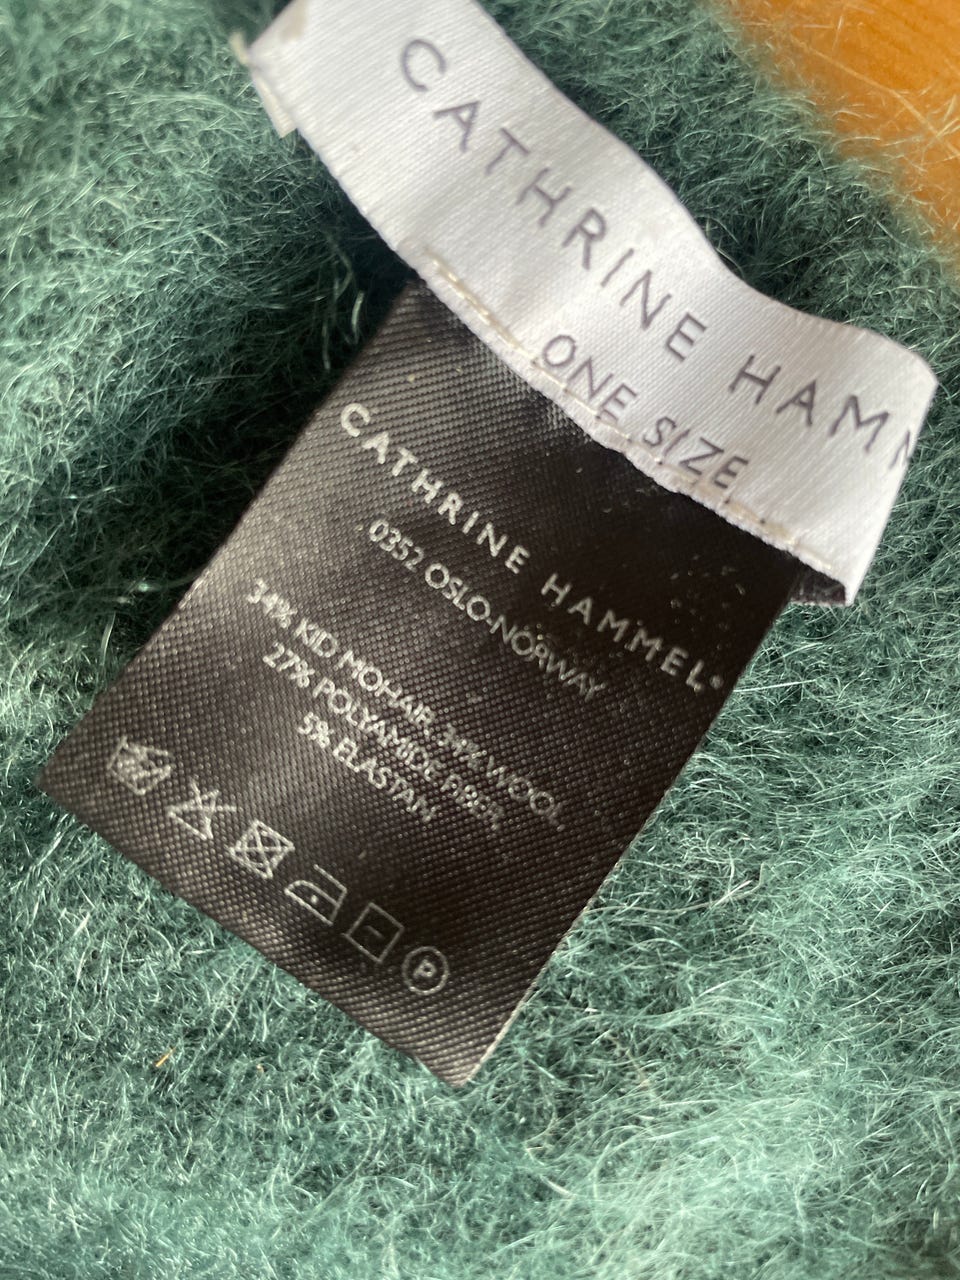 CATHRINE HAMM
ONE SIZE
CATHRINE HAMMEL®
0352 OSLO-NORWAY
34% KID MOHAIR, 34% WOOL,
27% POLYAMIDE FIBER,
5% ELASTAN
P